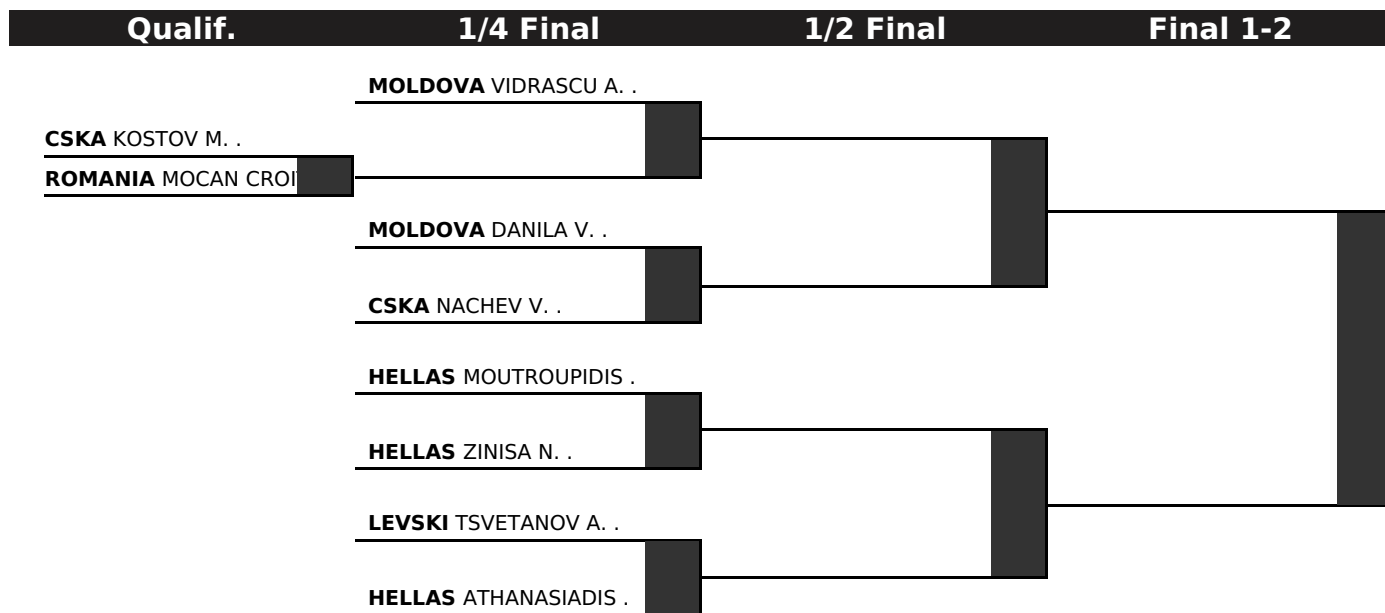 Qualif. 1/4 Final 1/2 Final Final 1-2
MOLDOVA VIDRASCU A. .
CSKA KOSTOV M. .
ROMANIA MOCAN
MOLDOVA DANILA V. .
CSKA NACHEV V. .
HELLAS MOUTROUPIDIS .
HELLAS ZINISA N. .
LEVSKI TSVETANOV A. .
HELLAS ATHANASIADIS .